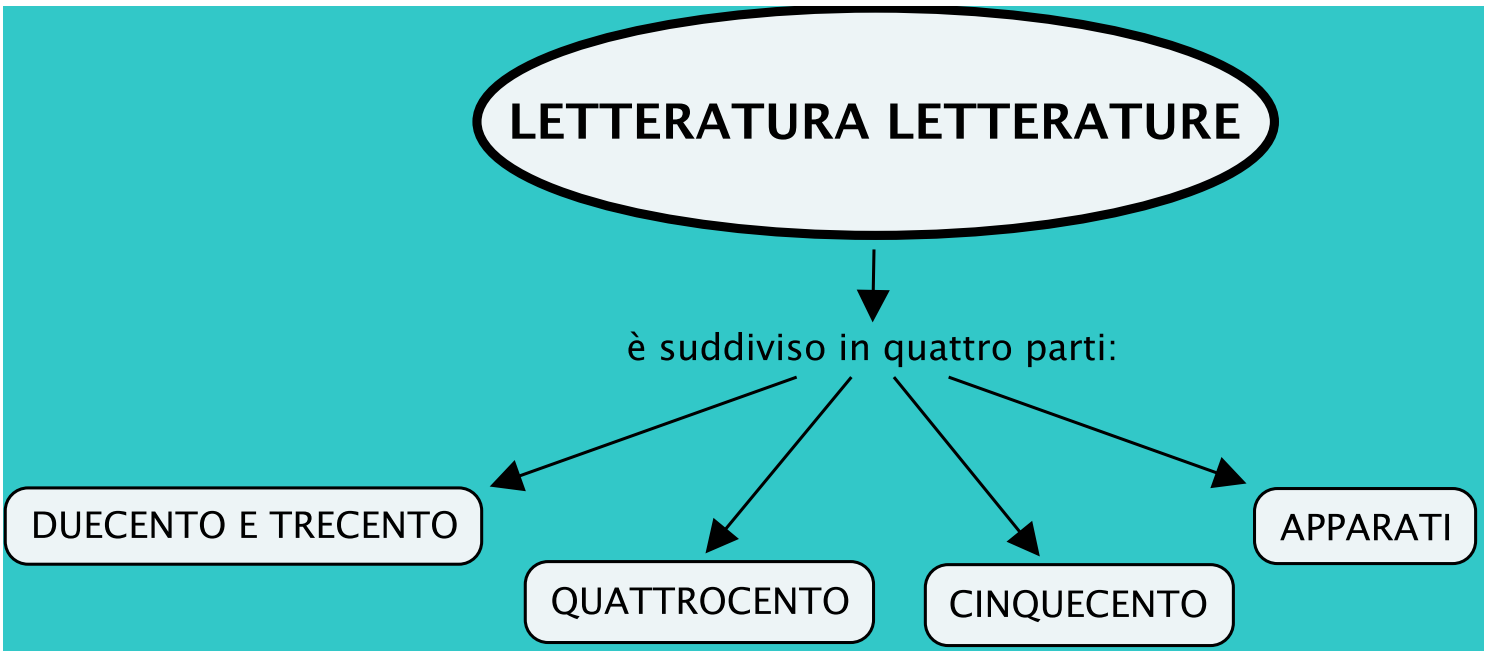 LETTERATURA LETTERATURE
è suddiviso in quattro parti:
DUECENTO E TRECENTO
QUATTROCENTO
CINQUECENTO
APPARATI